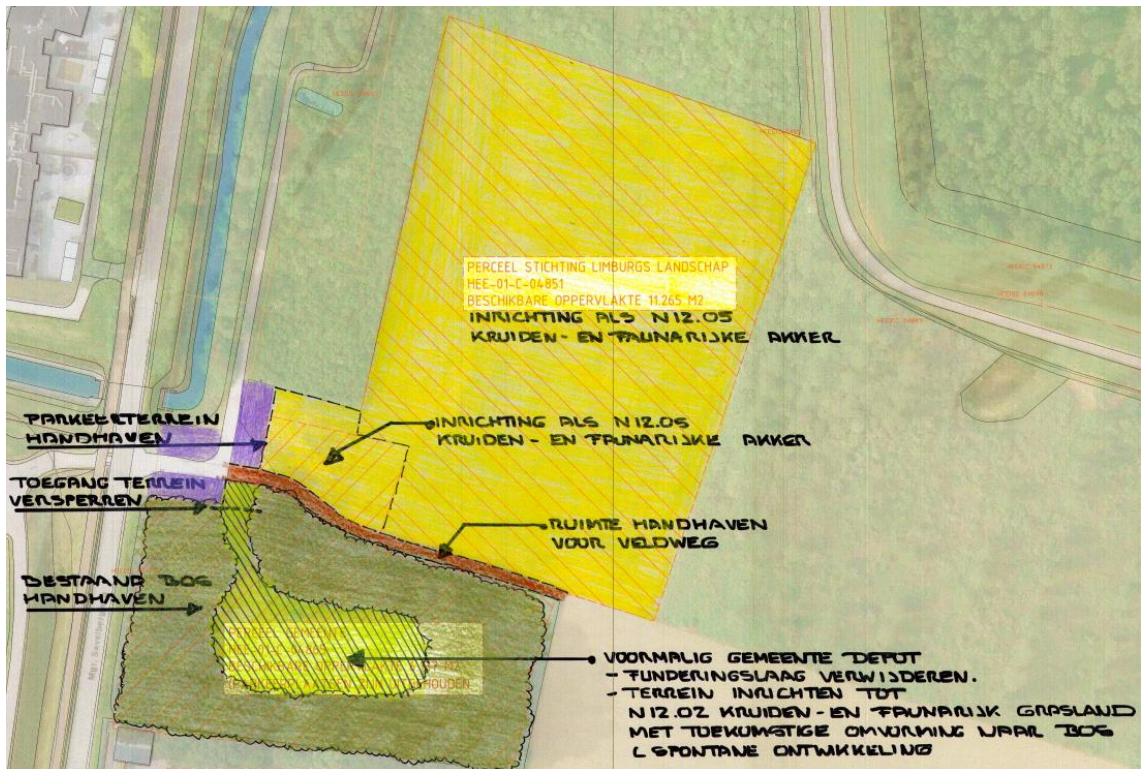 PERCEEL STICHTING LIMBURGS LANDSCHAP
HEE-01-C-04851
BESCHIKBARE OPPERVLAKTE 11.265 M2
INRICHTING ALS N12.05
KRUIDEN- EN FAUNARIJKE AKKER
PARKEERTERREIN
HANDHAVEN
INRICHTING ALS N12.05
KRUIDEN- EN FAUNARIJKE AKKER
TOEGANG TERREIN
VERSPERREN
RUIMTE HANDHAVEN
VOOR VELDWEG
BESTAAND BOS
HANDHAVEN
PERCEEL GEMEENTE
VOORMALIG GEMEENTE DEPOT
- FUNDERINGSLAAG VERWIJDEREN.
- TERREIN INRICHTEN TOT
N12.02 KRUIDEN- EN FAUNARIJK GRASLAND
MET TOEKOMSTIGE OMVORMING NAAR BOS
( SPONTANE ONTWIKKELING